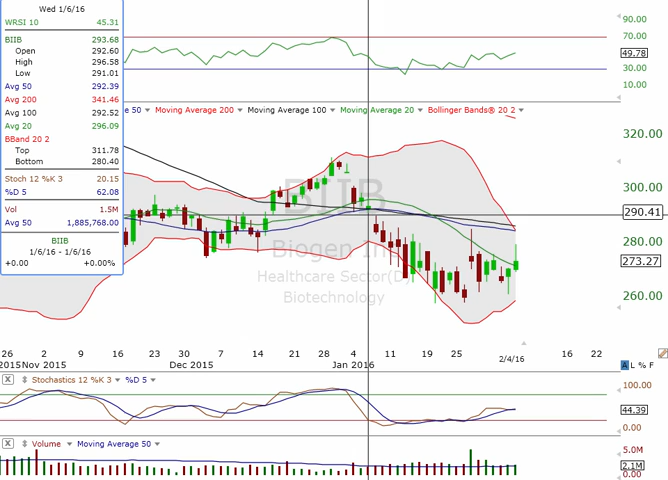 Wed 1/6/16
WRSI 10 45.31
BIIB 293.68
Open 292.60
High 296.58
Low 291.01
Avg 50 292.39
Avg 200 341.46
Avg 100 292.52
Avg 20 296.09
BBand 20 2
Top 311.78
Bottom 280.40
Stoch 12 %K 3 20.15
%D 5 62.08
Vol 1.5M
Avg 50 1,885,768.00
BIIB
1/6/16 - 1/6/16
+0.00 +0.00%
90.00
70.00
49.78
30.00
10.00
e 50 Moving Average 200 Moving Average 100 Moving Average 20 Bollinger Bands® 20 2
320.00
300.00
290.41
280.00
273.27
260.00
BIIB
Biogen In
Healthcare Sector(D)
Biotechnology
26 2 9 16 23 30 7 14 21 28 4 11 19 25 2/4/16 16 22
2015 Nov 2015 Dec 2015 Jan 2016
A L % F
X Stochastics 12 %K 3 %D 5
100.00
44.39
0.00
X Volume Moving Average 50
5.0M
2.1M
0.00